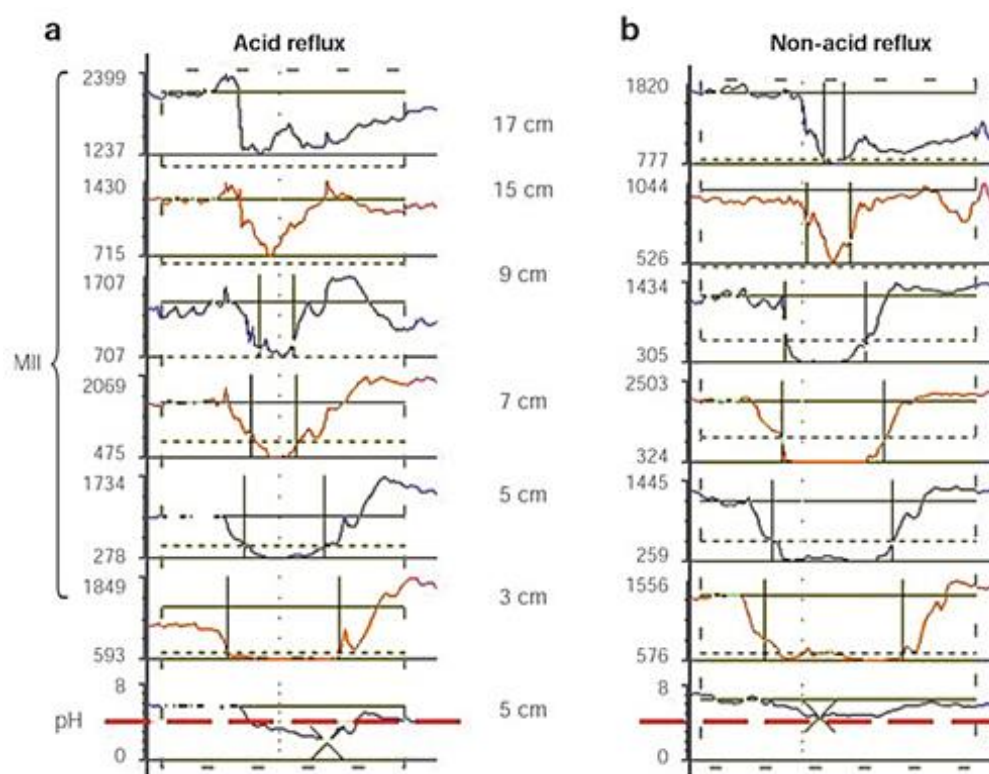 a
Acid reflux
b
Non-acid reflux
2399
1237
17 cm
1820
777
1430
715
15 cm
1044
526
1707
707
9 cm
1434
305
MII
2069
475
7 cm
2503
324
1734
278
5 cm
1445
259
1849
593
3 cm
1556
576
8
pH
0
5 cm
8
0